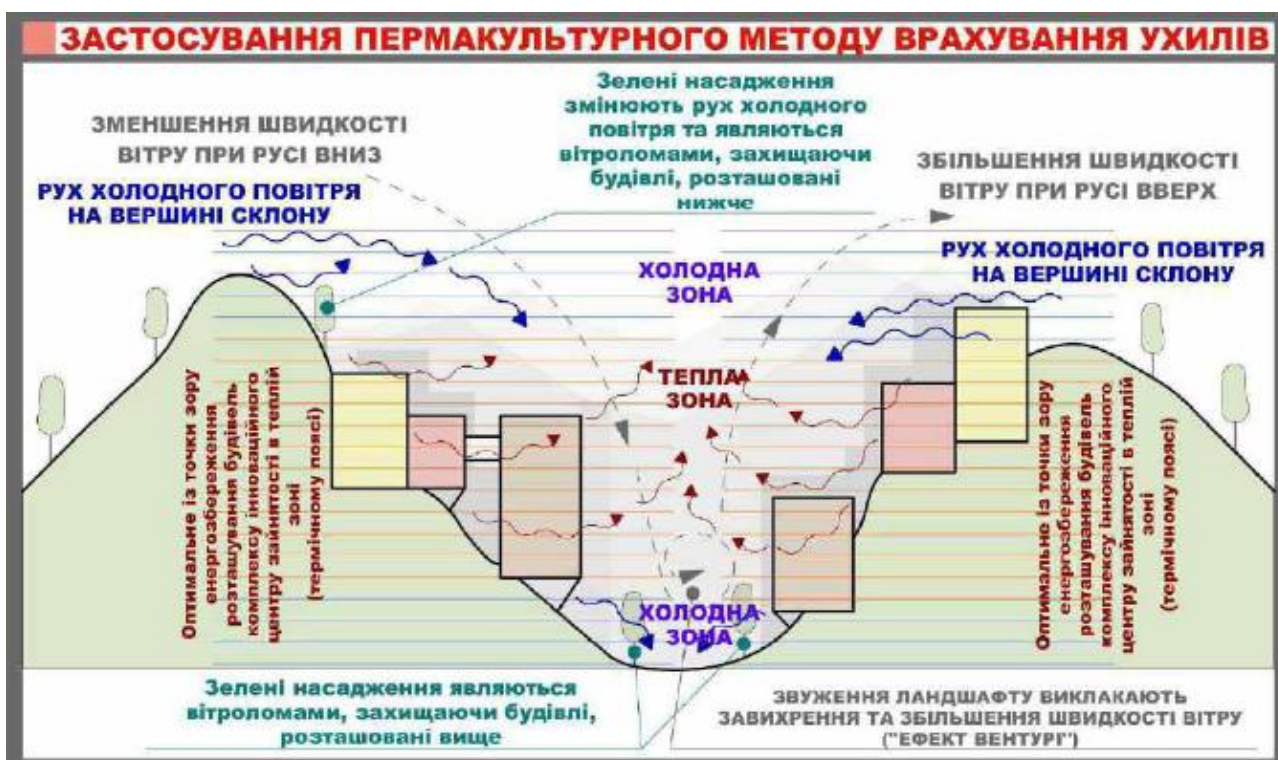 ЗАСТОСУВАННЯ ПЕРМАКУЛЬТУРНОГО МЕТОДУ ВРАХУВАННЯ УХИЛІВ
Зелені насадження
змінюють рух холодного
повітря та являються
вітроломами, захищаючи
будівлі, розташовані
нижче
ЗМЕНШЕННЯ ШВИДКОСТІ
ВІТРУ ПРИ РУСІ ВНИЗ
РУХ ХОЛОДНОГО ПОВІТРЯ
НА ВЕРШИНІ СКЛОНУ
ЗБІЛЬШЕННЯ ШВИДКОСТІ
ВІТРУ ПРИ РУСІ ВВЕРХ
РУХ ХОЛОДНОГО ПОВІТРЯ
НА ВЕРШИНІ СКЛОНУ
ХОЛОДНА
ЗОНА
ТЕПЛА
ЗОНА
Оптимальне із точки зору
енергозбереження
розташування будівель
комплексу інноваційного
центру зайнятості в теплій
зоні
(термічному поясі)
Оптимальне із точки зору
енергозбереження
розташування будівель
комплексу інноваційного
центру зайнятості в теплій
зоні
(термічному поясі)
ХОЛОДНА
ЗОНА
Зелені насадження являються
вітроломами, захищаючи будівлі,
розташовані вище
ЗВУЖЕННЯ ЛАНДШАФТУ ВИКЛАКАЮТЬ
ЗАВИХРЕННЯ ТА ЗБІЛЬШЕННЯ ШВИДКОСТІ ВІТРУ
("ЕФЕКТ ВЕНТУРІ")